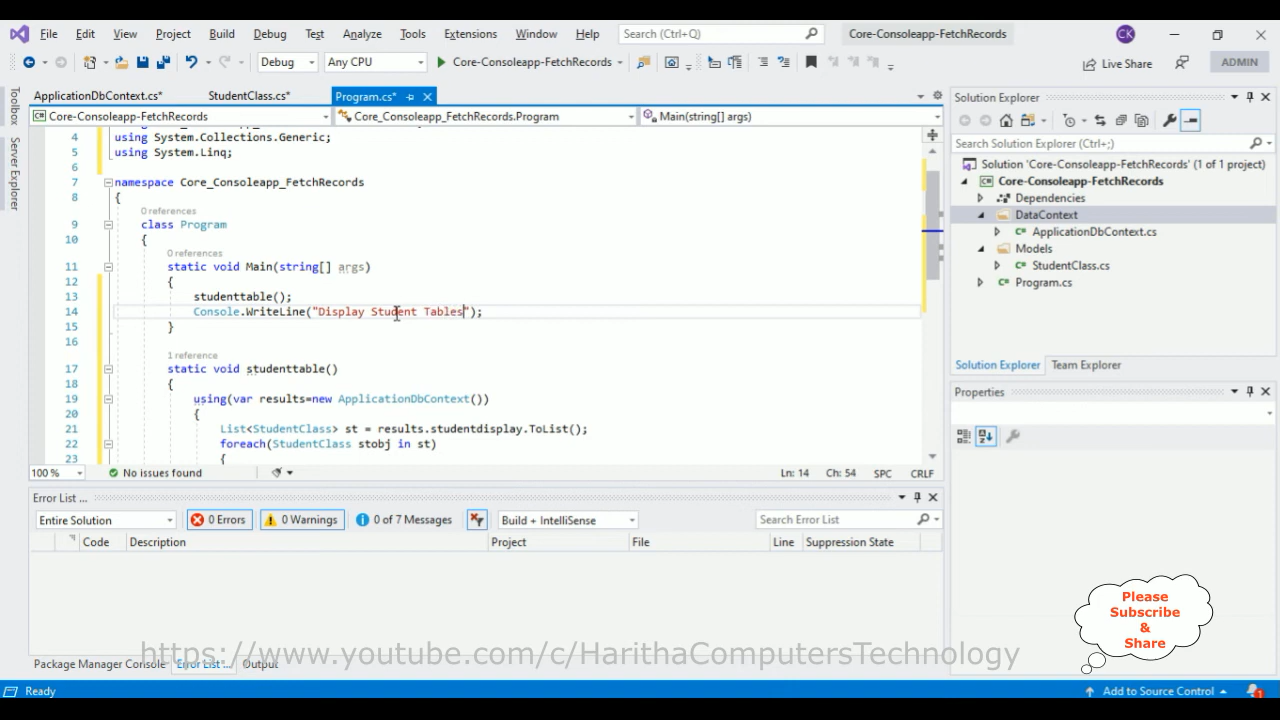 File Edit View Project Build Debug Test Analyze Tools Extensions Window Help Search (Ctrl+Q) Core-Consoleapp-FetchRecords CK
Debug Any CPU Core-Consoleapp-FetchRecords Live Share ADMIN
Toolbox
Server Explorer
ApplicationDbContext.cs* StudentClass.cs* Program.cs*
Core-Consoleapp-FetchRecords Core_Consoleapp_FetchRecords.Program Main(string[] args)
4 using System.Collections.Generic;
5 using System.Linq;
6
7 namespace Core_Consoleapp_FetchRecords
8 {
0 references
9 class Program
10 {
0 references
11 static void Main(string[] args)
12 {
13 studenttable();
14 Console.WriteLine("Display Student Tables");
15 }
16
1 reference
17 static void studenttable()
18 {
19 using(var results=new ApplicationDbContext())
20 {
21 List<StudentClass> st = results.studentdisplay.ToList();
22 foreach(StudentClass stobj in st)
23 {
100 % No issues found Ln: 14 Ch: 54 SPC CRLF
Error List ...
Entire Solution 0 Errors 0 Warnings 0 of 7 Messages Build + IntelliSense Search Error List
Code Description Project File Line Suppression State
Package Manager Console Error List ... Output
Ready Add to Source Control 1
Solution Explorer
Search Solution Explorer (Ctrl+;)
Solution 'Core-Consoleapp-FetchRecords' (1 of 1 project)
Core-Consoleapp-FetchRecords
Dependencies
DataContext
ApplicationDbContext.cs
Models
StudentClass.cs
Program.cs
Solution Explorer Team Explorer
Properties
Please
Subscribe
&
Share
https://www.youtube.com/c/HarithaComputersTechnology